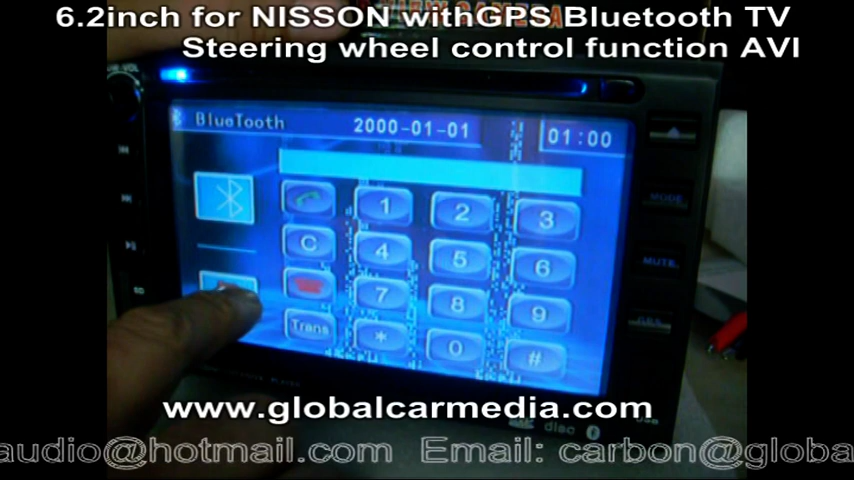 6.2inch for NISSON withGPS Bluetooth TV
Steering wheel control function AVI
BlueTooth
2000-01-01
01:00
1 2 3
C 4 5 6
7 8 9
Trans * 0 #
MODE
MUTE
disc
www.globalcarmedia.com
audio@hotmail.com Email: carbon@globa